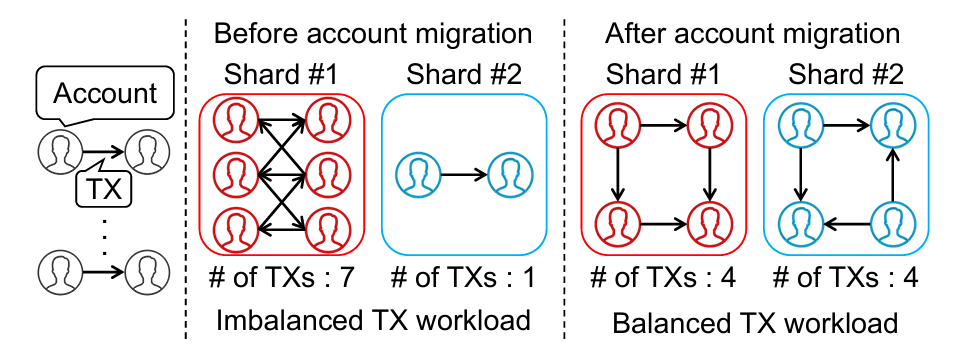 Account
TX
Before account migration
Shard #1
Shard #2
# of TXs : 7
# of TXs : 1
Imbalanced TX workload
After account migration
Shard #1
Shard #2
# of TXs : 4
# of TXs : 4
Balanced TX workload